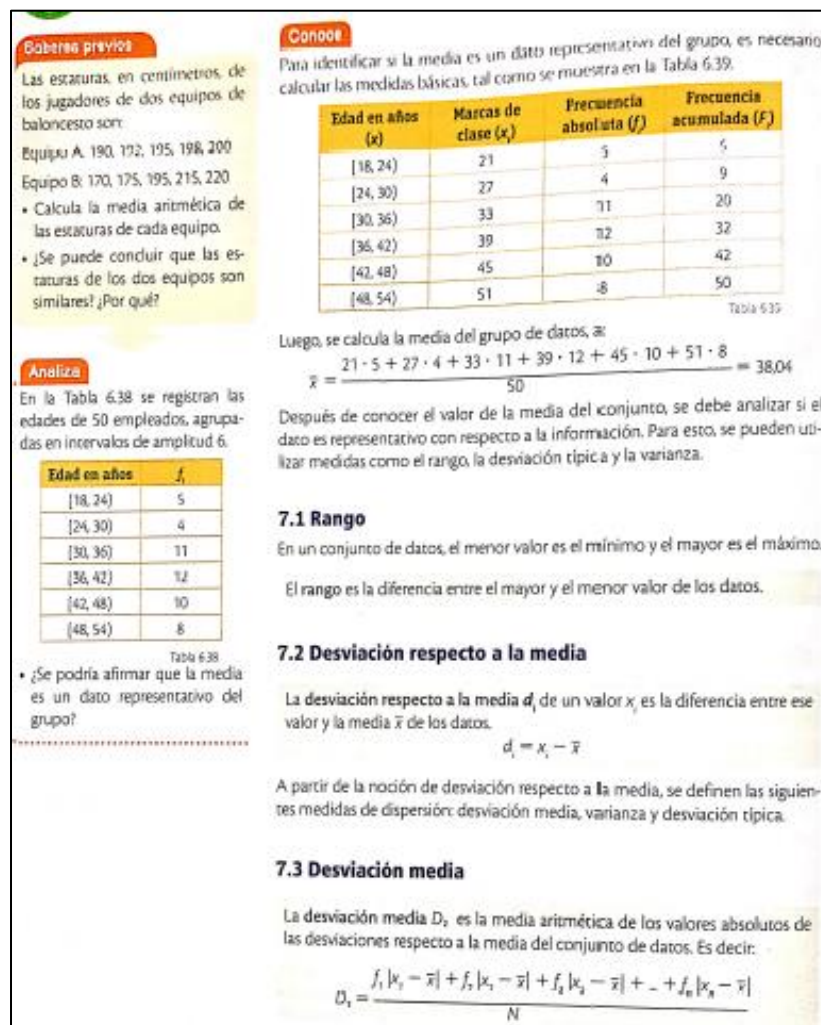 Saberes previos
Las estaturas, en centímetros, de
los jugadores de dos equipos de
baloncesto son:
Equipo A: 190, 192, 195, 198, 200
Equipo B: 170, 175, 195, 215, 220
• Calcula la media aritmética de
las estaturas de cada equipo.
• ¿Se puede concluir que las es-
taturas de los dos equipos son
similares? ¿Por qué?
Analiza
En la Tabla 6.38 se registran las
edades de 50 empleados, agrupa-
das en intervalos de amplitud 6.
Edad en años fᵢ
[18, 24) 5
[24, 30) 4
[30, 36) 11
[36, 42) 12
[42, 48) 10
[48, 54) 8
Tabla 6.38
• ¿Se podría afirmar que la media
es un dato representativo del
grupo?
Conoce
Para identificar si la media es un dato representativo del grupo, es necesario
calcular las medidas básicas, tal como se muestra en la Tabla 6.39.
Edad en años (x) Marcas de clase (xᵢ) Frecuencia absoluta (fᵢ) Frecuencia acumulada (Fᵢ)
[18, 24) 21 5 5
[24, 30) 27 4 9
[30, 36) 33 11 20
[36, 42) 39 12 32
[42, 48) 45 10 42
[48, 54) 51 8 50
Tabla 6.39
Luego, se calcula la media del grupo de datos, así:
x̄ = (21 · 5 + 27 · 4 + 33 · 11 + 39 · 12 + 45 · 10 + 51 · 8) / 50 = 38,04
Después de conocer el valor de la media del conjunto, se debe analizar si el
dato es representativo con respecto a la información. Para esto, se pueden uti-
lizar medidas como el rango, la desviación típica y la varianza.
7.1 Rango
En un conjunto de datos, el menor valor es el mínimo y el mayor es el máximo.
El rango es la diferencia entre el mayor y el menor valor de los datos.
7.2 Desviación respecto a la media
La desviación respecto a la media dᵢ de un valor xᵢ es la diferencia entre ese
valor y la media x̄ de los datos.
dᵢ = xᵢ − x̄
A partir de la noción de desviación respecto a la media, se definen las siguien-
tes medidas de dispersión: desviación media, varianza y desviación típica.
7.3 Desviación media
La desviación media Dₓ̄ es la media aritmética de los valores absolutos de
las desviaciones respecto a la media del conjunto de datos. Es decir:
Dₓ̄ = (f₁ |x₁ − x̄| + f₂ |x₂ − x̄| + f₃ |x₃ − x̄| + ... + fₙ |xₙ − x̄|) / N